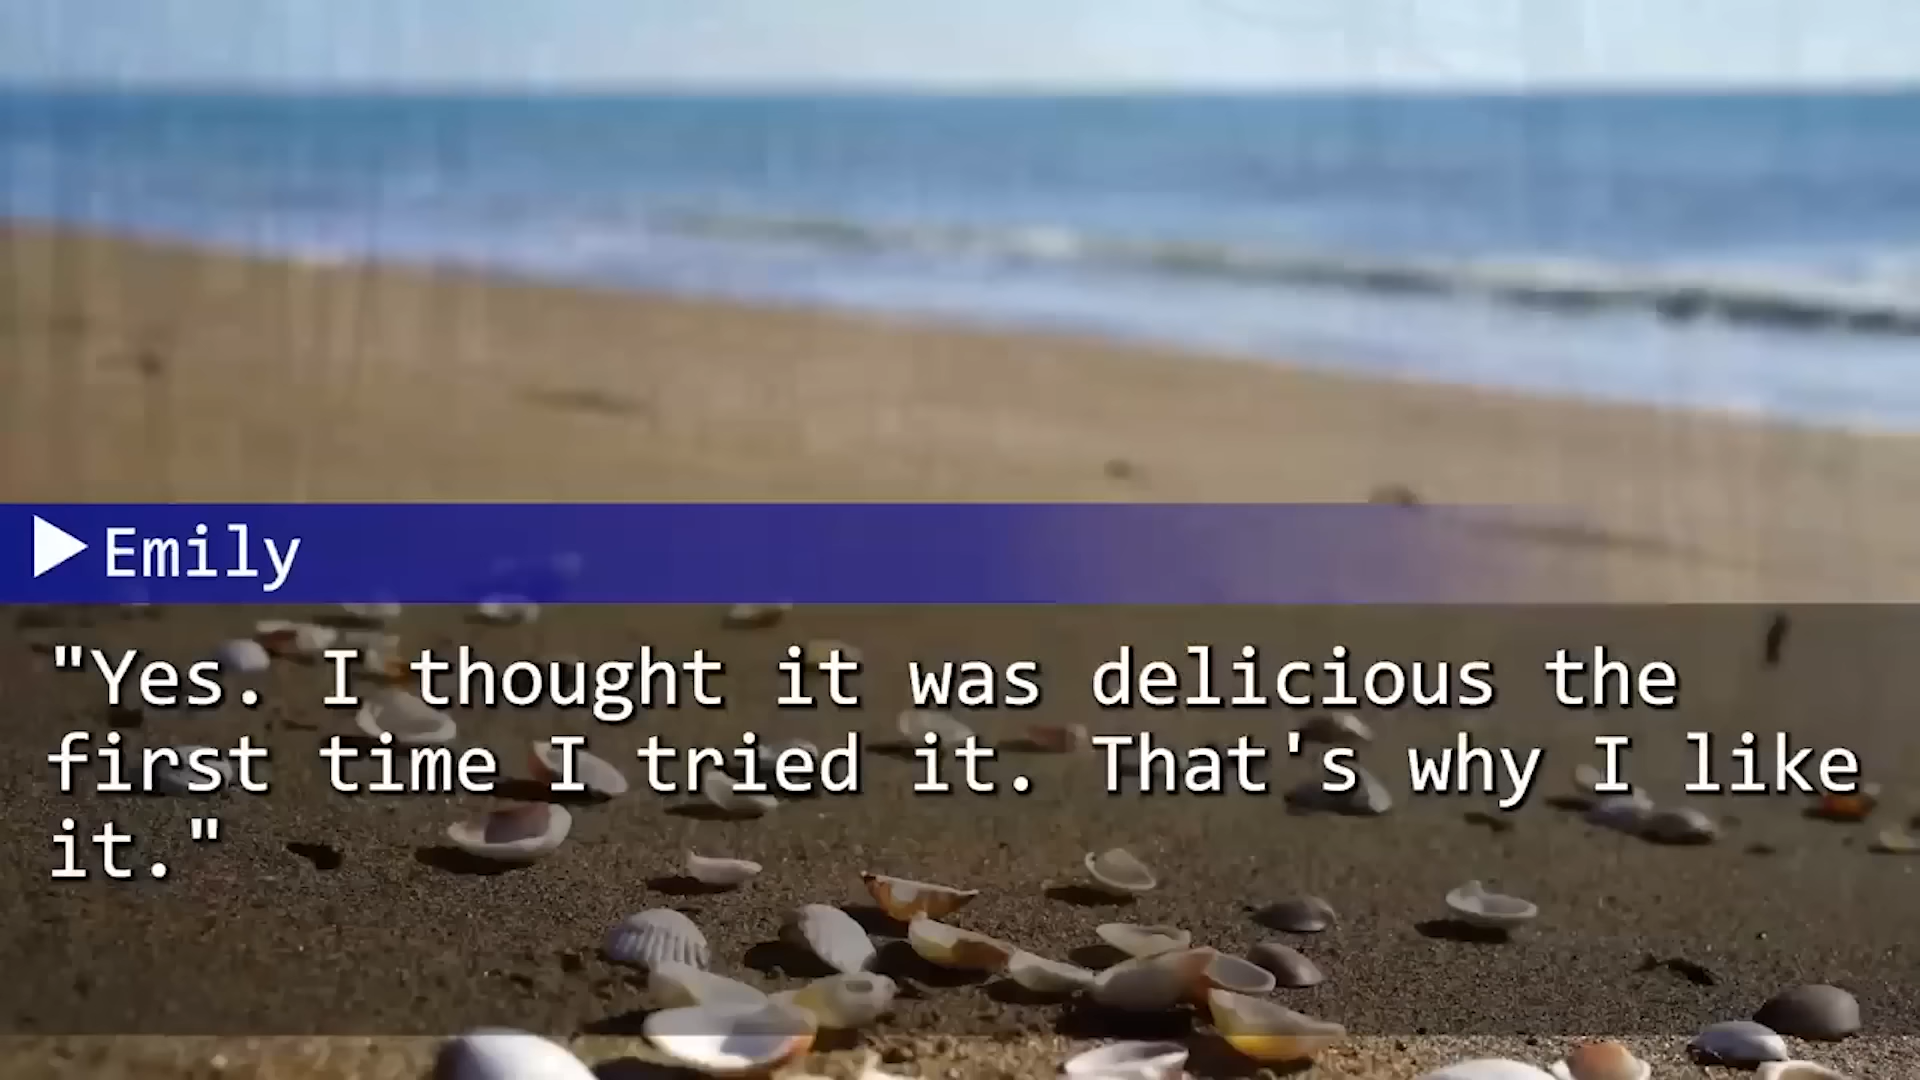 Emily
"Yes. I thought it was delicious the
first time I tried it. That's why I like
it."